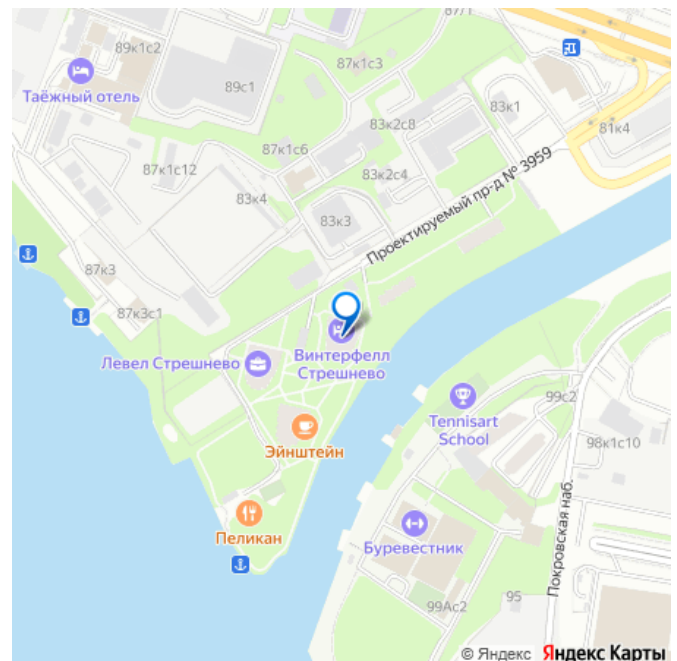 87/1
89к1с2
87к1с3
Таёжный отель
89с1
83к1
83к2с8
81к4
87к1с6
87к1с12
83к2с4
Проектируемый пр-д № 3959
83к4
83к3
87к3
87к3с1
Левел Стрешнево
Винтерфелл
Стрешнево
99с2
Tennisart
School
98к1с10
Эйнштейн
Пеликан
Буревестник
Покровская наб.
95
99Ас2
© Яндекс Яндекс Карты